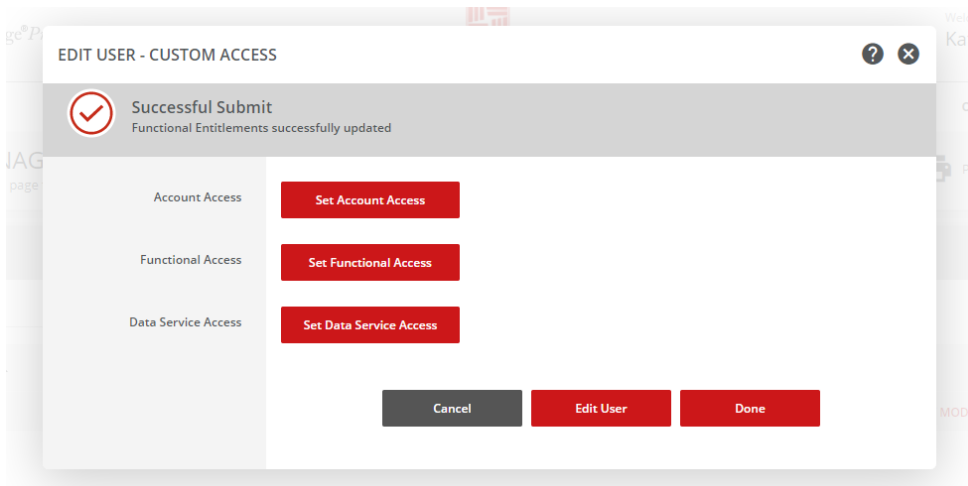 EDIT USER - CUSTOM ACCESS
Successful Submit
Functional Entitlements successfully updated
Account Access
Set Account Access
Functional Access
Set Functional Access
Data Service Access
Set Data Service Access
Cancel
Edit User
Done
page